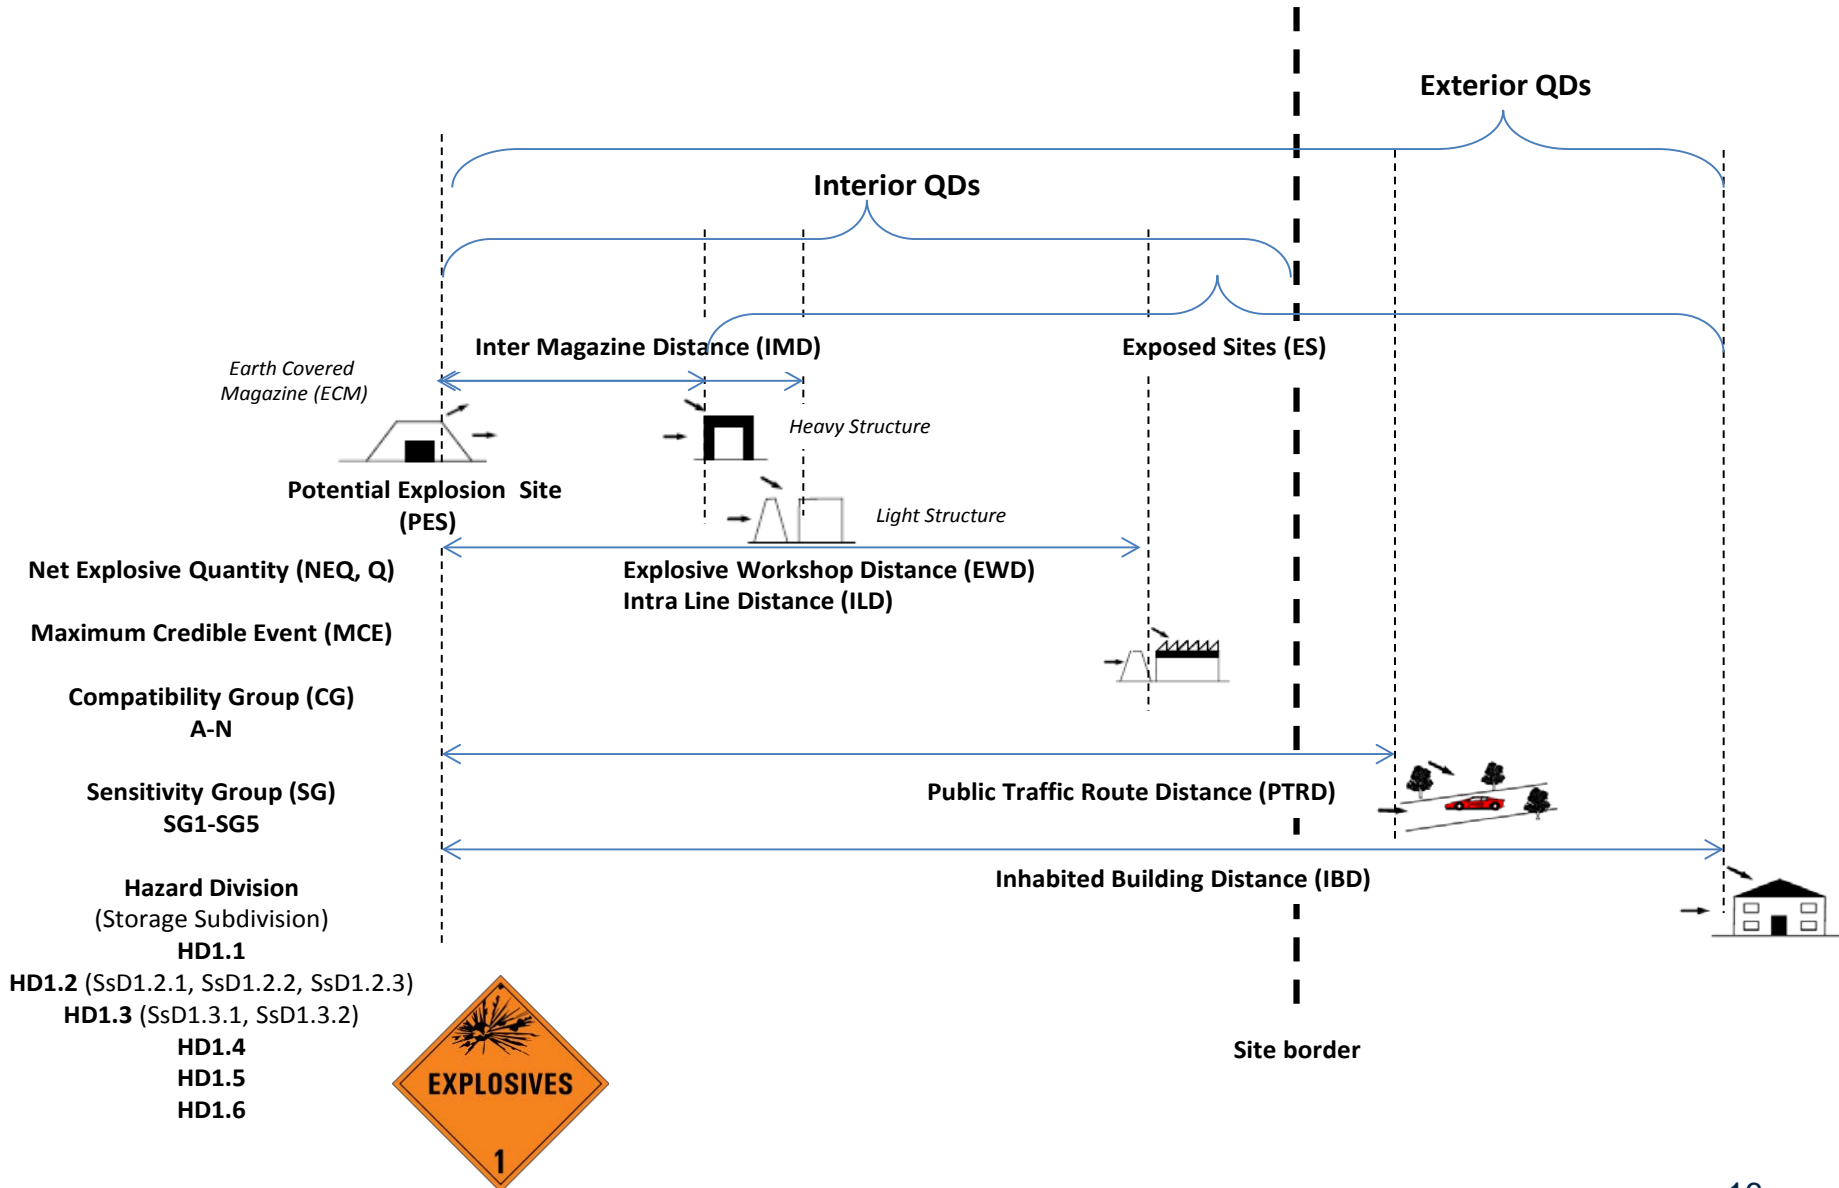 Exterior QDs
Interior QDs
Inter Magazine Distance (IMD)
Exposed Sites (ES)
Earth Covered
Magazine (ECM)
Heavy Structure
Potential Explosion Site
(PES)
Light Structure
Net Explosive Quantity (NEQ, Q)
Explosive Workshop Distance (EWD)
Intra Line Distance (ILD)
Maximum Credible Event (MCE)
Compatibility Group (CG)
A-N
Sensitivity Group (SG)
SG1-SG5
Public Traffic Route Distance (PTRD)
Inhabited Building Distance (IBD)
Hazard Division
(Storage Subdivision)
HD1.1
HD1.2 (SsD1.2.1, SsD1.2.2, SsD1.2.3)
HD1.3 (SsD1.3.1, SsD1.3.2)
HD1.4
HD1.5
HD1.6
EXPLOSIVES
1
Site border